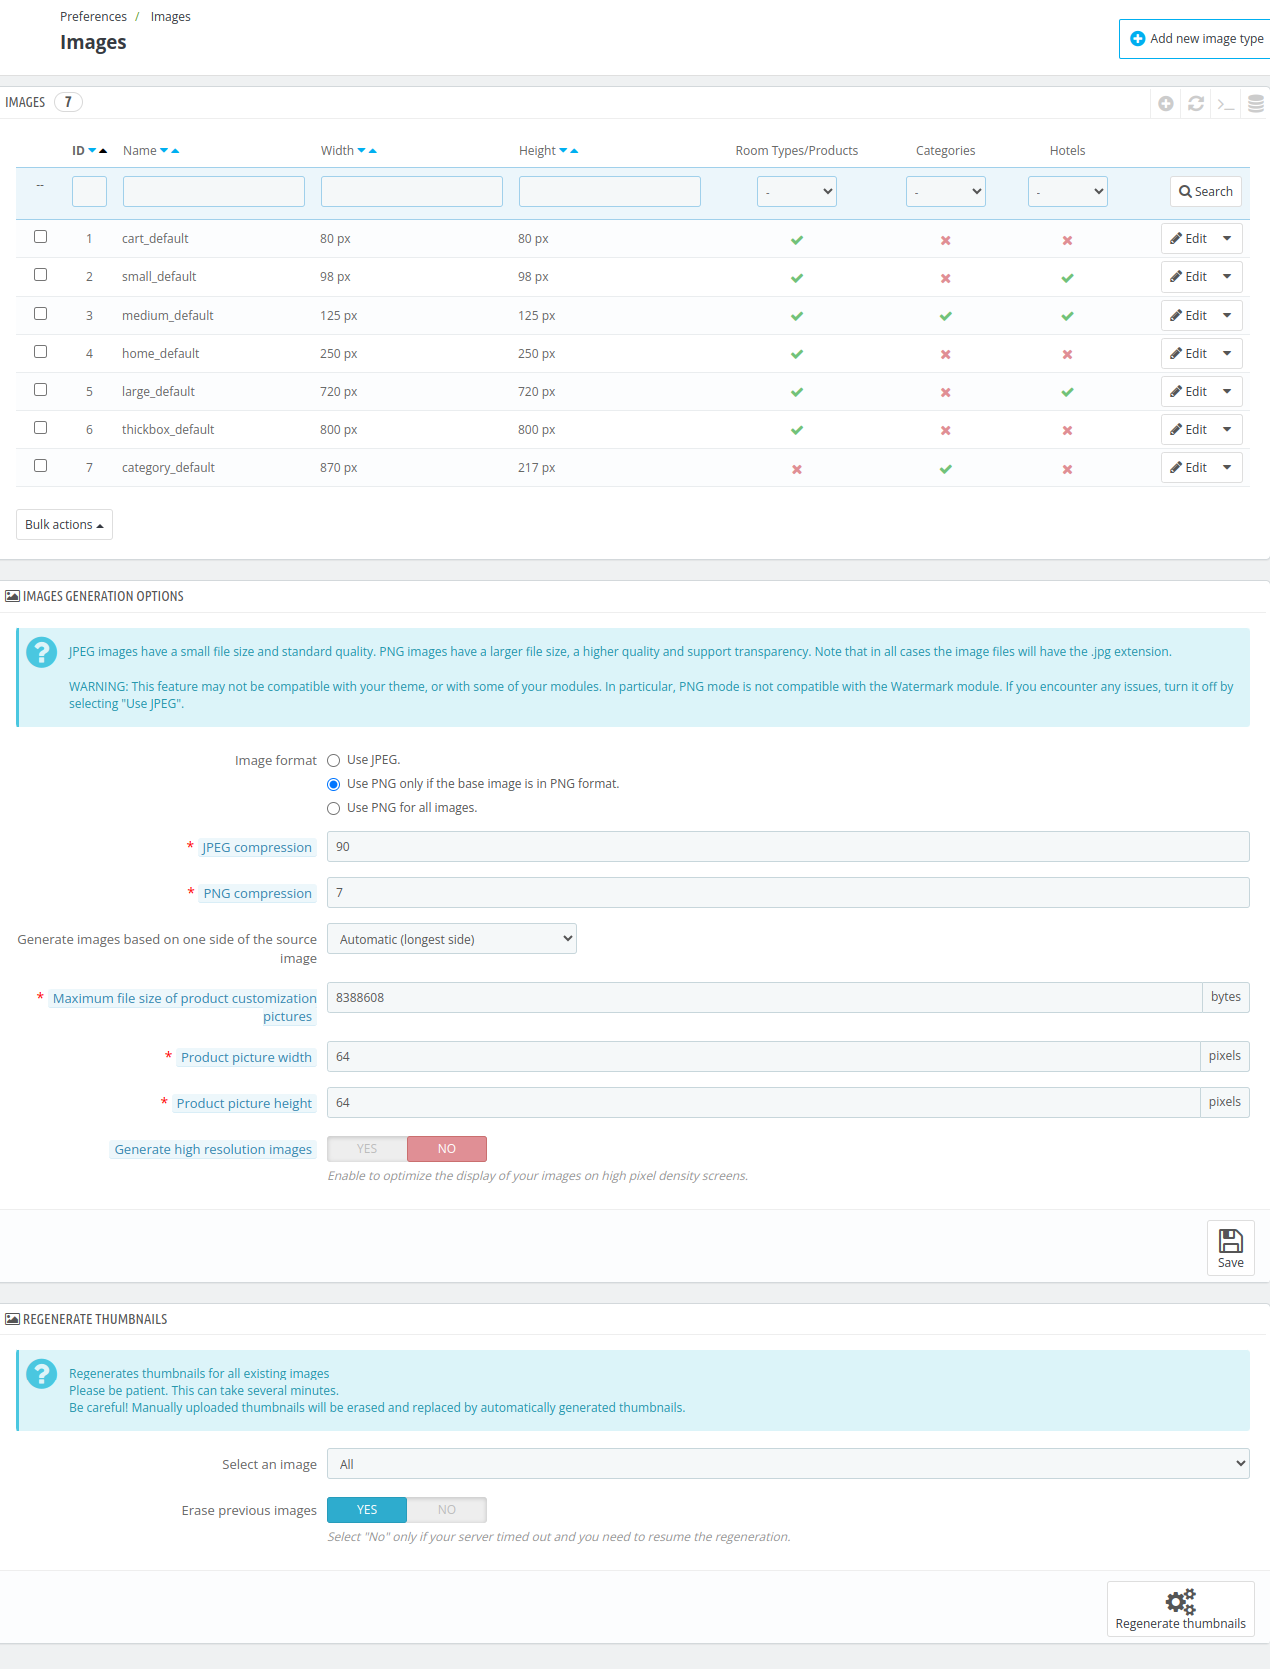 Preferences / Images
Images
Add new image type
IMAGES 7
ID Name Width Height Room Types/Products Categories Hotels
-- - - - Search
1 cart_default 80 px 80 px Edit
2 small_default 98 px 98 px Edit
3 medium_default 125 px 125 px Edit
4 home_default 250 px 250 px Edit
5 large_default 720 px 720 px Edit
6 thickbox_default 800 px 800 px Edit
7 category_default 870 px 217 px Edit
Bulk actions
IMAGES GENERATION OPTIONS
JPEG images have a small file size and standard quality. PNG images have a larger file size, a higher quality and support transparency. Note that in all cases the image files will have the .jpg extension.
WARNING: This feature may not be compatible with your theme, or with some of your modules. In particular, PNG mode is not compatible with the Watermark module. If you encounter any issues, turn it off by
selecting "Use JPEG".
Image format Use JPEG.
Use PNG only if the base image is in PNG format.
Use PNG for all images.
* JPEG compression 90
* PNG compression 7
Generate images based on one side of the source Automatic (longest side)
image
* Maximum file size of product customization 8388608 bytes
pictures
* Product picture width 64 pixels
* Product picture height 64 pixels
Generate high resolution images YES NO
Enable to optimize the display of your images on high pixel density screens.
Save
REGENERATE THUMBNAILS
Regenerates thumbnails for all existing images
Please be patient. This can take several minutes.
Be careful! Manually uploaded thumbnails will be erased and replaced by automatically generated thumbnails.
Select an image All
Erase previous images YES NO
Select "No" only if your server timed out and you need to resume the regeneration.
Regenerate thumbnails